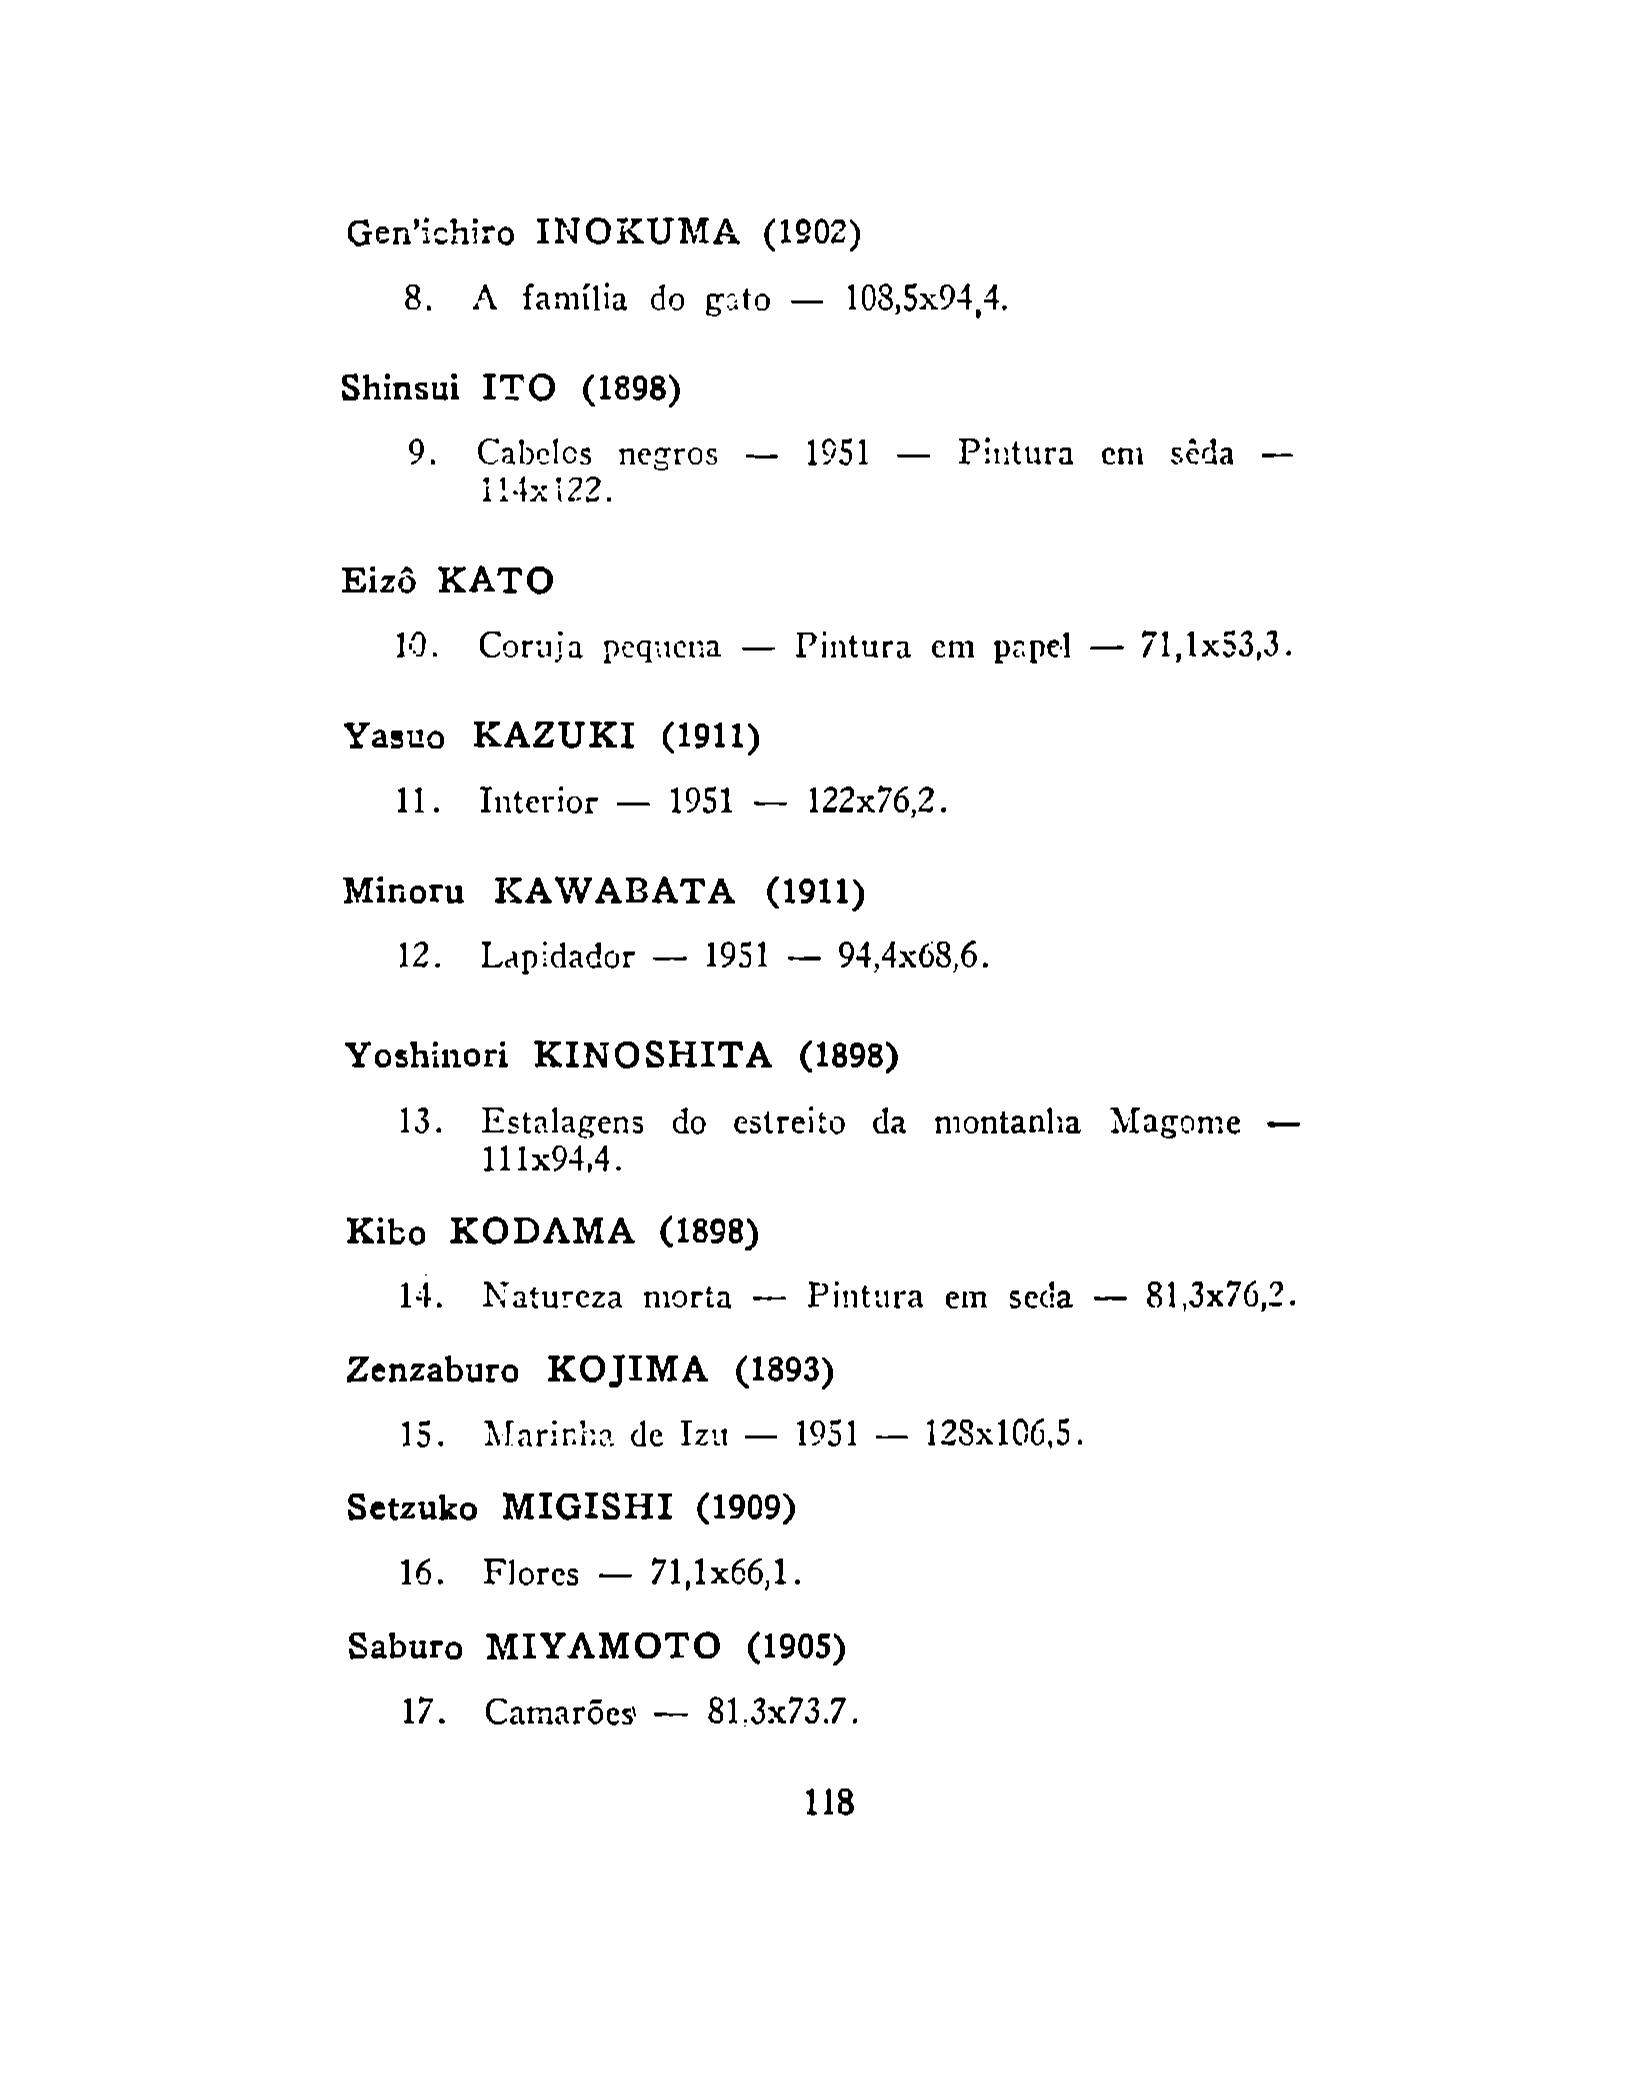 Gen'ichiro INOKUMA (1902)
8. A família do gato — 108,5x94,4.
Shinsui ITO (1898)
9. Cabelos negros — 1951 — Pintura em sêda —
114x122.
Eizô KATO
10. Coruja pequena — Pintura em papel — 71,1x53,3.
Yasuo KAZUKI (1911)
11. Interior — 1951 — 122x76,2.
Minoru KAWABATA (1911)
12. Lapidador — 1951 — 94,4x68,6.
Yoshinori KINOSHITA (1898)
13. Estalagens do estreito da montanha Magome —
111x94,4.
Kibo KODAMA (1898)
14. Natureza morta — Pintura em seda — 81,3x76,2.
Zenzaburo KOJIMA (1893)
15. Marinha de Izu — 1951 — 128x106,5.
Setzuko MIGISHI (1909)
16. Flores — 71,1x66,1.
Saburo MIYAMOTO (1905)
17. Camarões — 81.3x73.7.
118